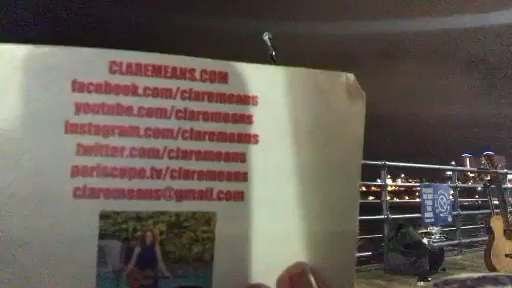 CLAREMEANS.COM
facebook.com/claremeans
youtube.com/claremeans
instagram.com/claremeans
twitter.com/claremeans
periscope.tv/claremeans
claremeans@gmail.com